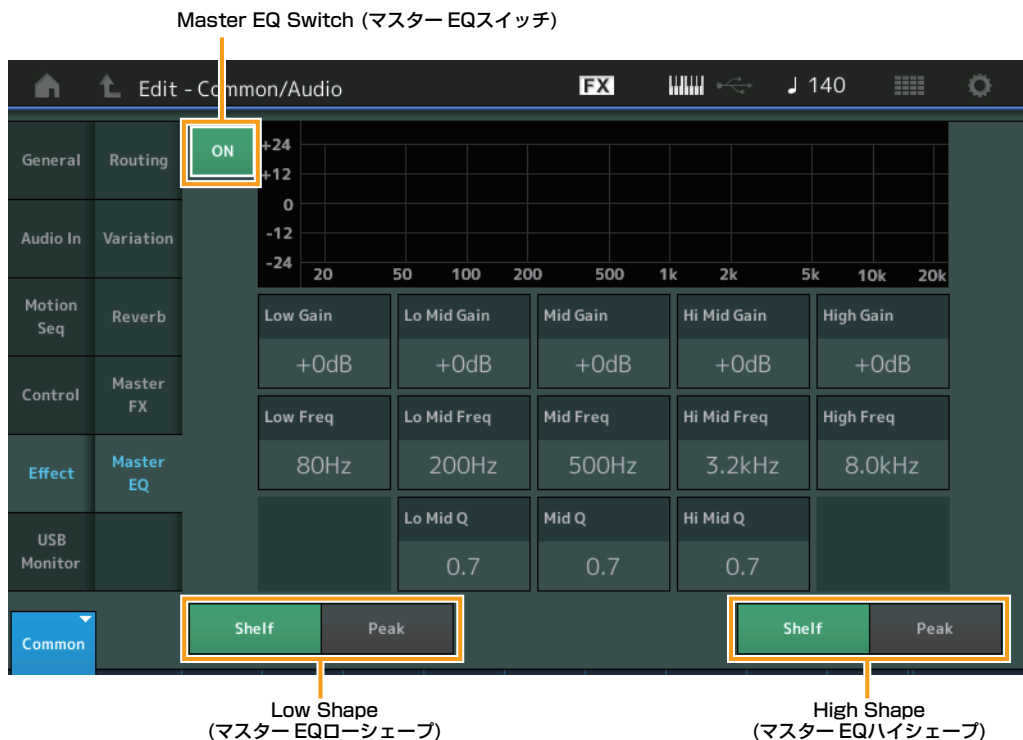 Master EQ Switch (マスター EQスイッチ)
Edit - Common/Audio
FX
140
General
Routing
ON
+24
+12
0
-12
-24
20
50
100
200
500
1k
2k
5k
10k
20k
Audio In
Variation
Motion
Seq
Reverb
Low Gain
Lo Mid Gain
Mid Gain
Hi Mid Gain
High Gain
+0dB
+0dB
+0dB
+0dB
+0dB
Control
Master
FX
Low Freq
Lo Mid Freq
Mid Freq
Hi Mid Freq
High Freq
80Hz
200Hz
500Hz
3.2kHz
8.0kHz
Effect
Master
EQ
Lo Mid Q
Mid Q
Hi Mid Q
0.7
0.7
0.7
USB
Monitor
Common
Shelf
Peak
Shelf
Peak
Low Shape
(マスター EQローシェープ)
High Shape
(マスター EQハイシェープ)